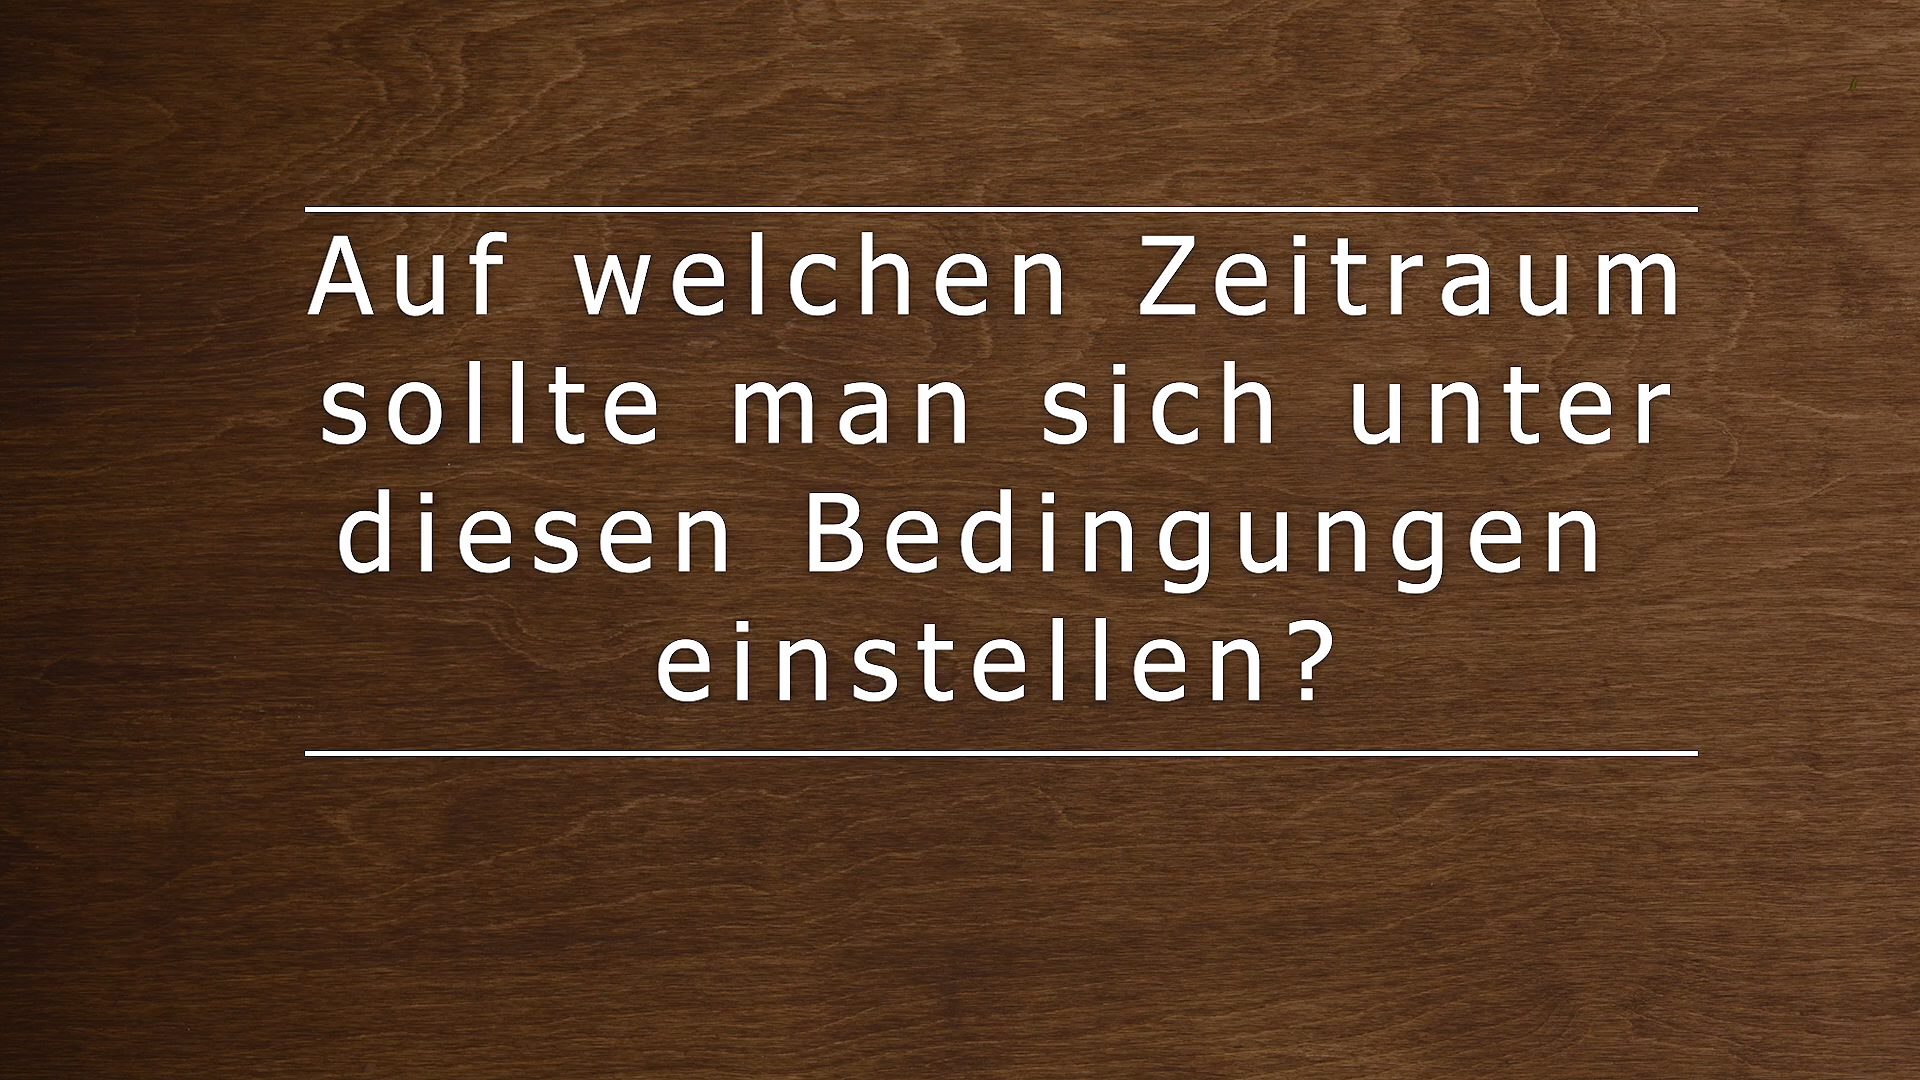 Auf welchen Zeitraum
sollte man sich unter
diesen Bedingungen
einstellen?